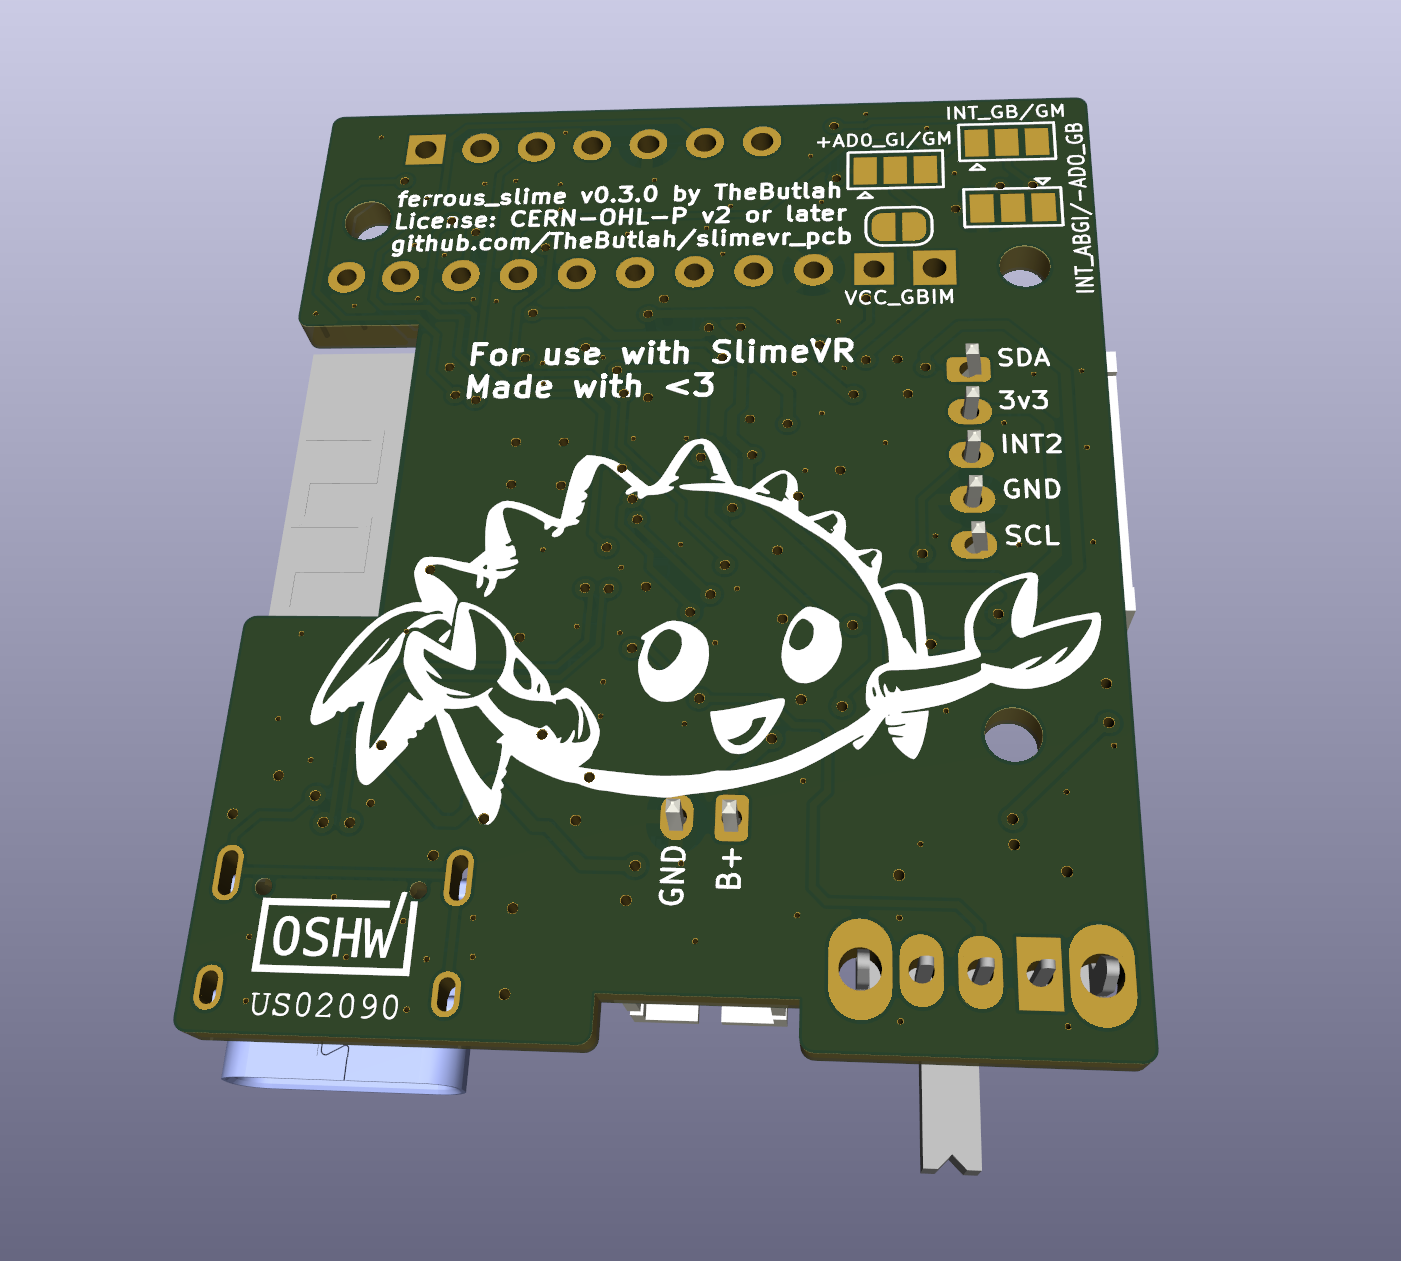 INT_GB/GM
+AD0_GI/GM
INT_ABGI/-AD0_GB
ferrous_slime v0.3.0 by TheButlah
License: CERN-OHL-P v2 or later
github.com/TheButlah/slimevr_pcb
VCC_GBIM
For use with SlimeVR
Made with <3
SDA
3v3
INT2
GND
SCL
GND
B+
OSHW
US02090